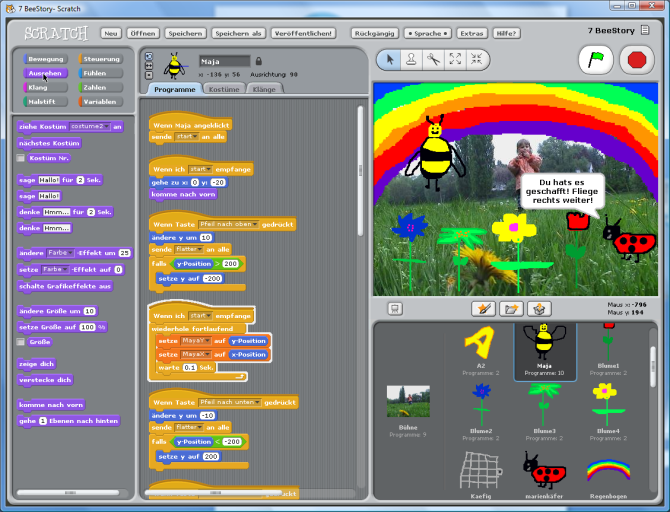 7 BeeStory- Scratch
SCRATCH
Neu
Öffnen
Speichern
Speichern als
Veröffentlichen!
Rückgängig
Sprache
Extras
Hilfe?
7 BeeStory
Bewegung
Steuerung
Aussehen
Fühlen
Klang
Zahlen
Malstift
Variablen
ziehe Kostüm costume2 an
nächstes Kostüm
Kostüm Nr.
sage Hallo! für 2 Sek.
sage Hallo!
denke Hmm... für 2 Sek.
denke Hmm...
ändere Farbe -Effekt um 25
setze Farbe -Effekt auf 0
schalte Grafikeffekte aus
ändere Größe um 10
setze Größe auf 100 %
Größe
zeige dich
verstecke dich
komme nach vorn
gehe 1 Ebenen nach hinten
Maja
x: -136 y: 56 Ausrichtung: 90
Programme
Kostüme
Klänge
Wenn Maja angeklickt
sende start an alle
Wenn ich start empfange
gehe zu x: 0 y: -20
komme nach vorn
Wenn Taste Pfeil nach oben gedrückt
ändere y um 10
sende flatter an alle
falls y-Position > 200
setze y auf -200
Wenn ich start empfange
wiederhole fortlaufend
setze MajaY auf y-Position
setze MajaX auf x-Position
warte 0.1 Sek.
Wenn Taste Pfeil nach unten gedrückt
ändere y um -10
sende flatter an alle
falls y-Position < -200
setze y auf 200
Du hats es
geschafft! Fliege
rechts weiter!
Maus x: -796
Maus y: 194
A2
Programme: 2
Maja
Programme: 10
Blume1
Programme: 2
Bühne
Programme: 9
Blume2
Programme: 2
Blume3
Programme: 2
Blume4
Programme: 2
Kaefig
marienkäfer
Regenbogen